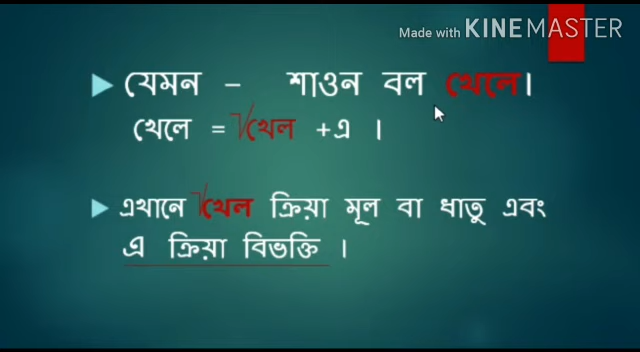 Made with KINEMASTER
যেমন – শাওন বল খেলে।
খেলে = √খেল +এ ।
এখানে √খেল ক্রিয়া মূল বা ধাতু এবং
এ ক্রিয়া বিভক্তি ।